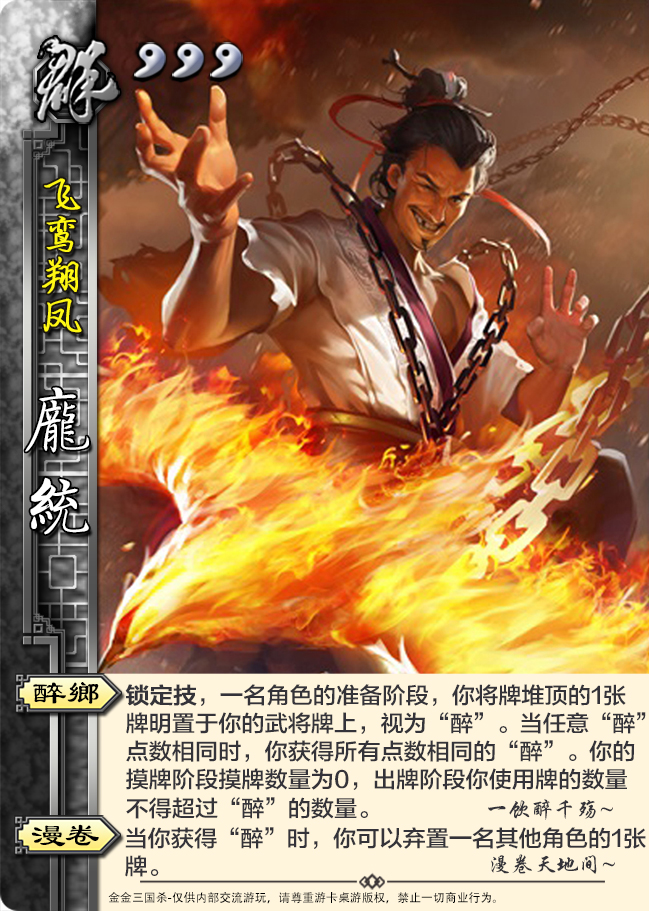 群
飞鸾翔凤
龐統
醉鄉
锁定技，一名角色的准备阶段，你将牌堆顶的1张
牌明置于你的武将牌上，视为“醉”。当任意“醉”
点数相同时，你获得所有点数相同的“醉”。你的
摸牌阶段摸牌数量为0，出牌阶段你使用牌的数量
不得超过“醉”的数量。
一饮醉千殇~
漫卷
当你获得“醉”时，你可以弃置一名其他角色的1张
牌。
漫卷天地间~
金金三国杀-仅供内部交流游玩，请尊重游卡桌游版权，禁止一切商业行为。